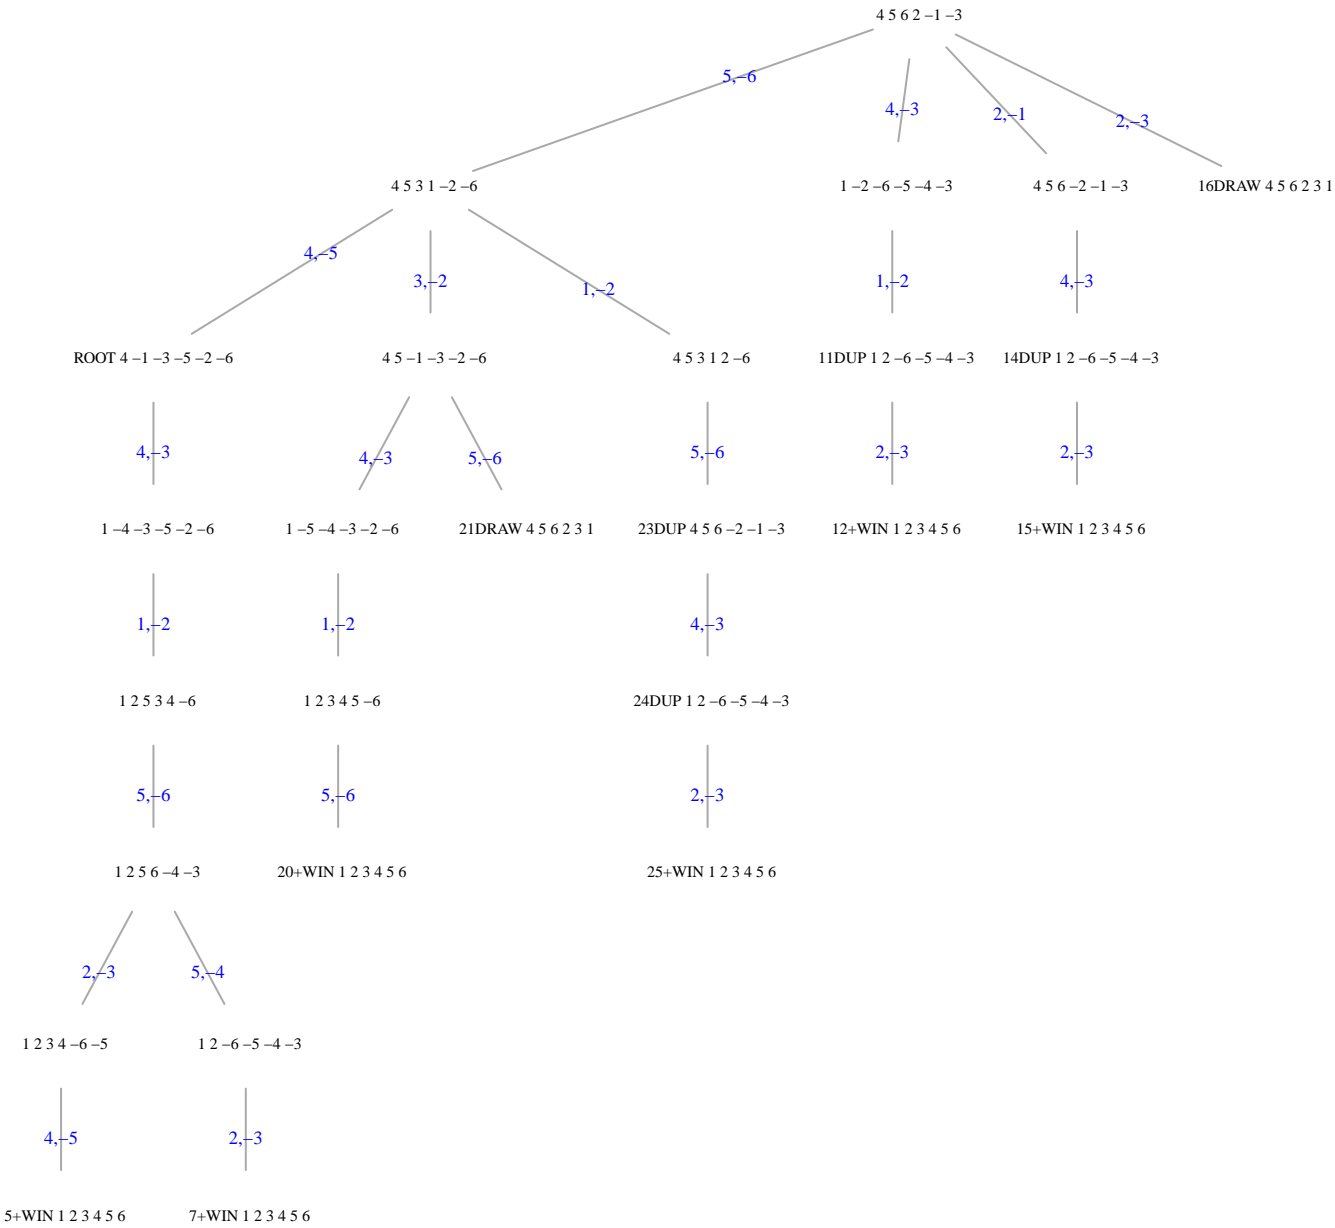 4 5 6 2 −1 −3
5,−6
4,−3
2,−1
2,−3
4 5 3 1 −2 −6
1 −2 −6 −5 −4 −3
4 5 6 −2 −1 −3
16DRAW 4 5 6 2 3 1
4,−5
3,−2
1,−2
1,−2
4,−3
ROOT 4 −1 −3 −5 −2 −6
4 5 −1 −3 −2 −6
4 5 3 1 2 −6
11DUP 1 2 −6 −5 −4 −3
14DUP 1 2 −6 −5 −4 −3
4,−3
4,−3
5,−6
5,−6
2,−3
2,−3
1 −4 −3 −5 −2 −6
1 −5 −4 −3 −2 −6
21DRAW 4 5 6 2 3 1
23DUP 4 5 6 −2 −1 −3
12+WIN 1 2 3 4 5 6
15+WIN 1 2 3 4 5 6
1,−2
1,−2
4,−3
1 2 5 3 4 −6
1 2 3 4 5 −6
24DUP 1 2 −6 −5 −4 −3
5,−6
5,−6
2,−3
1 2 5 6 −4 −3
20+WIN 1 2 3 4 5 6
25+WIN 1 2 3 4 5 6
2,−3
5,−4
1 2 3 4 −6 −5
1 2 −6 −5 −4 −3
4,−5
2,−3
5+WIN 1 2 3 4 5 6
7+WIN 1 2 3 4 5 6